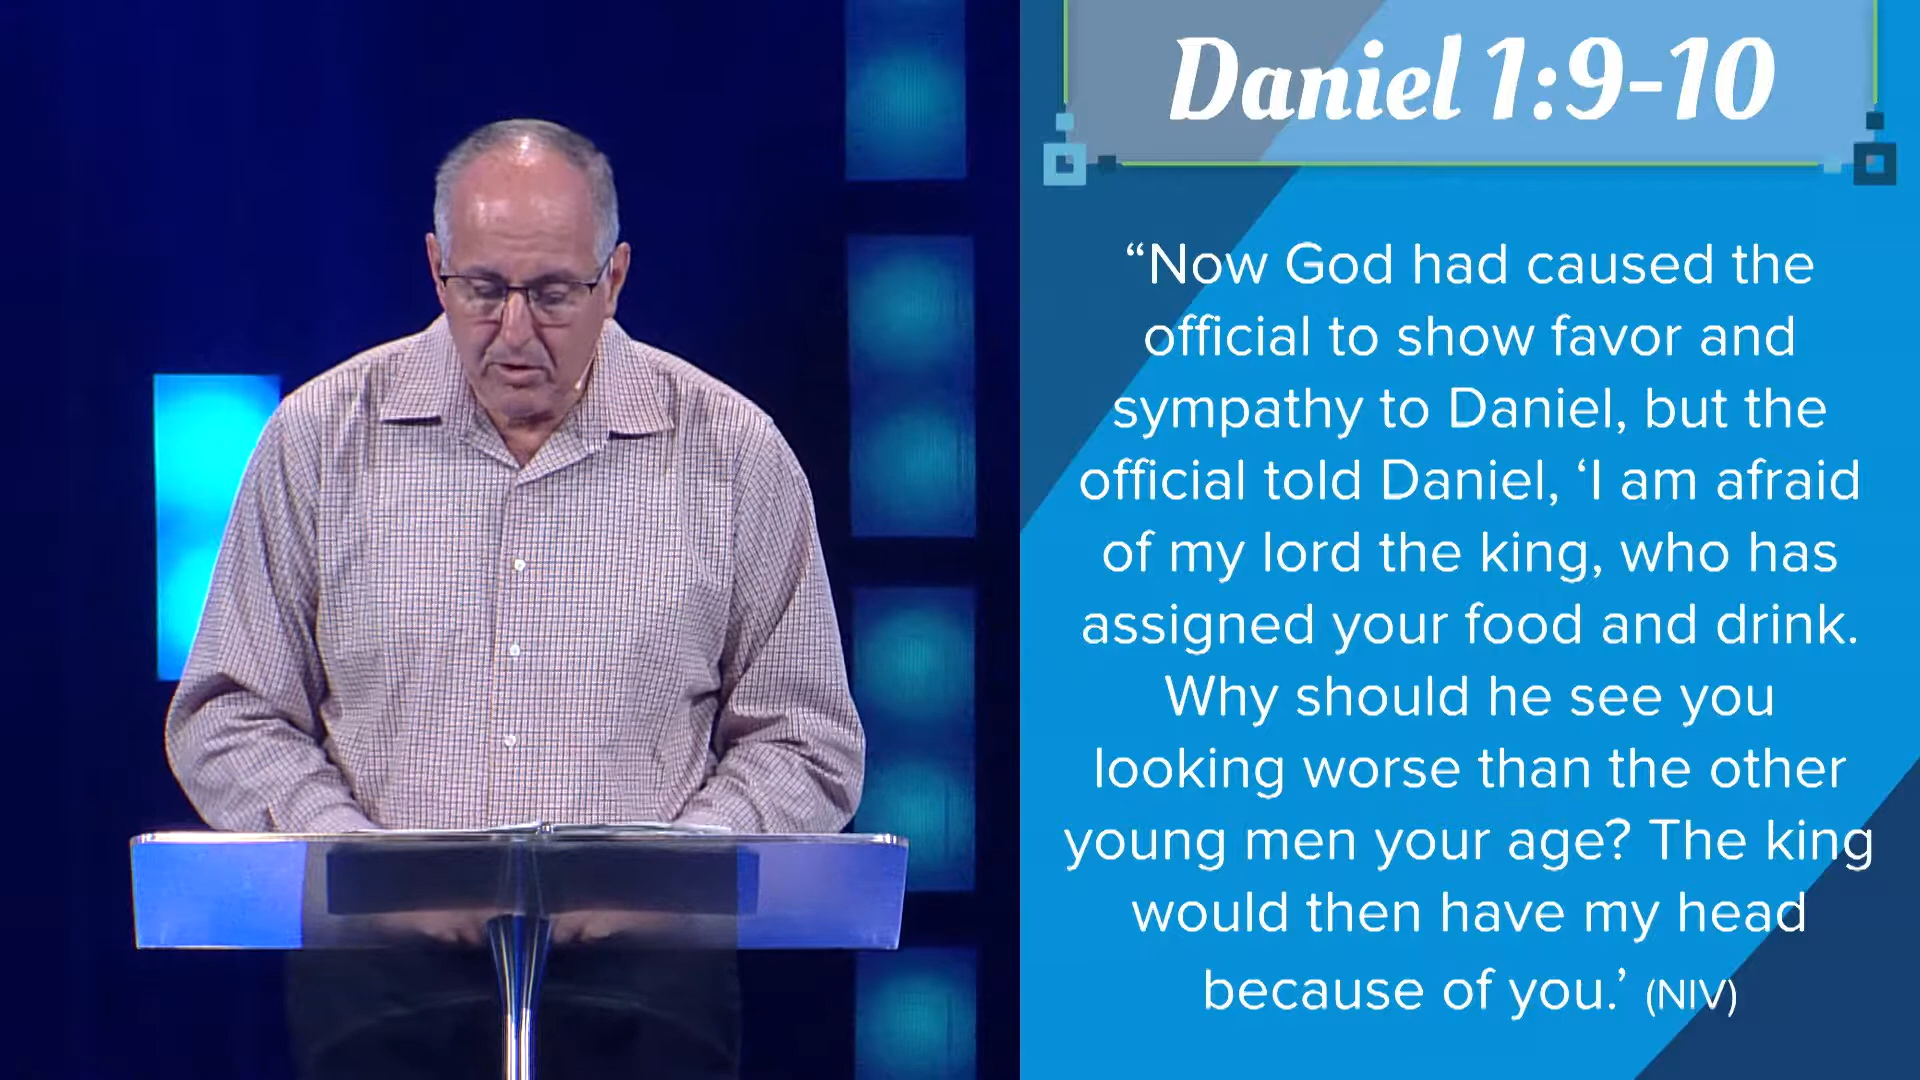 Daniel 1:9-10
“Now God had caused the
official to show favor and
sympathy to Daniel, but the
official told Daniel, ‘I am afraid
of my lord the king, who has
assigned your food and drink.
Why should he see you
looking worse than the other
young men your age? The king
would then have my head
because of you.’ (NIV)